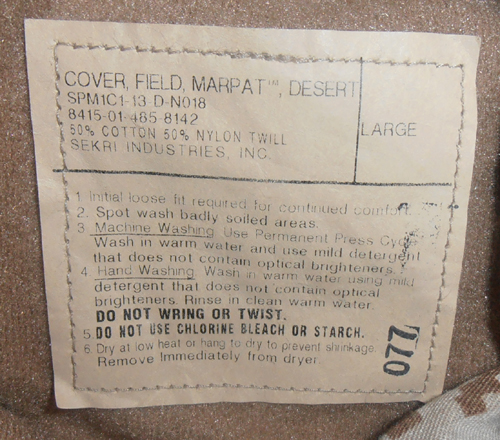 COVER, FIELD, MARPAT™, DESERT
SPM1C1-13-D-N018
8415-01-485-8142
50% COTTON 50% NYLON TWILL
SEKRI INDUSTRIES, INC.
LARGE
1 Initial loose fit required for continued comfort.
2. Spot wash badly soiled areas.
3 Machine Washing Use Permanent Press Cycle
Wash in warm water and use mild detergent
that does not contain optical brighteners.
4 Hand Washing Wash in warm water using mild
detergent that does not contain optical
brighteners. Rinse in clean warm water.
DO NOT WRING OR TWIST.
5. DO NOT USE CHLORINE BLEACH OR STARCH.
6. Dry at low heat or hang to dry to prevent shrinkage.
Remove Immediately from dryer.
077